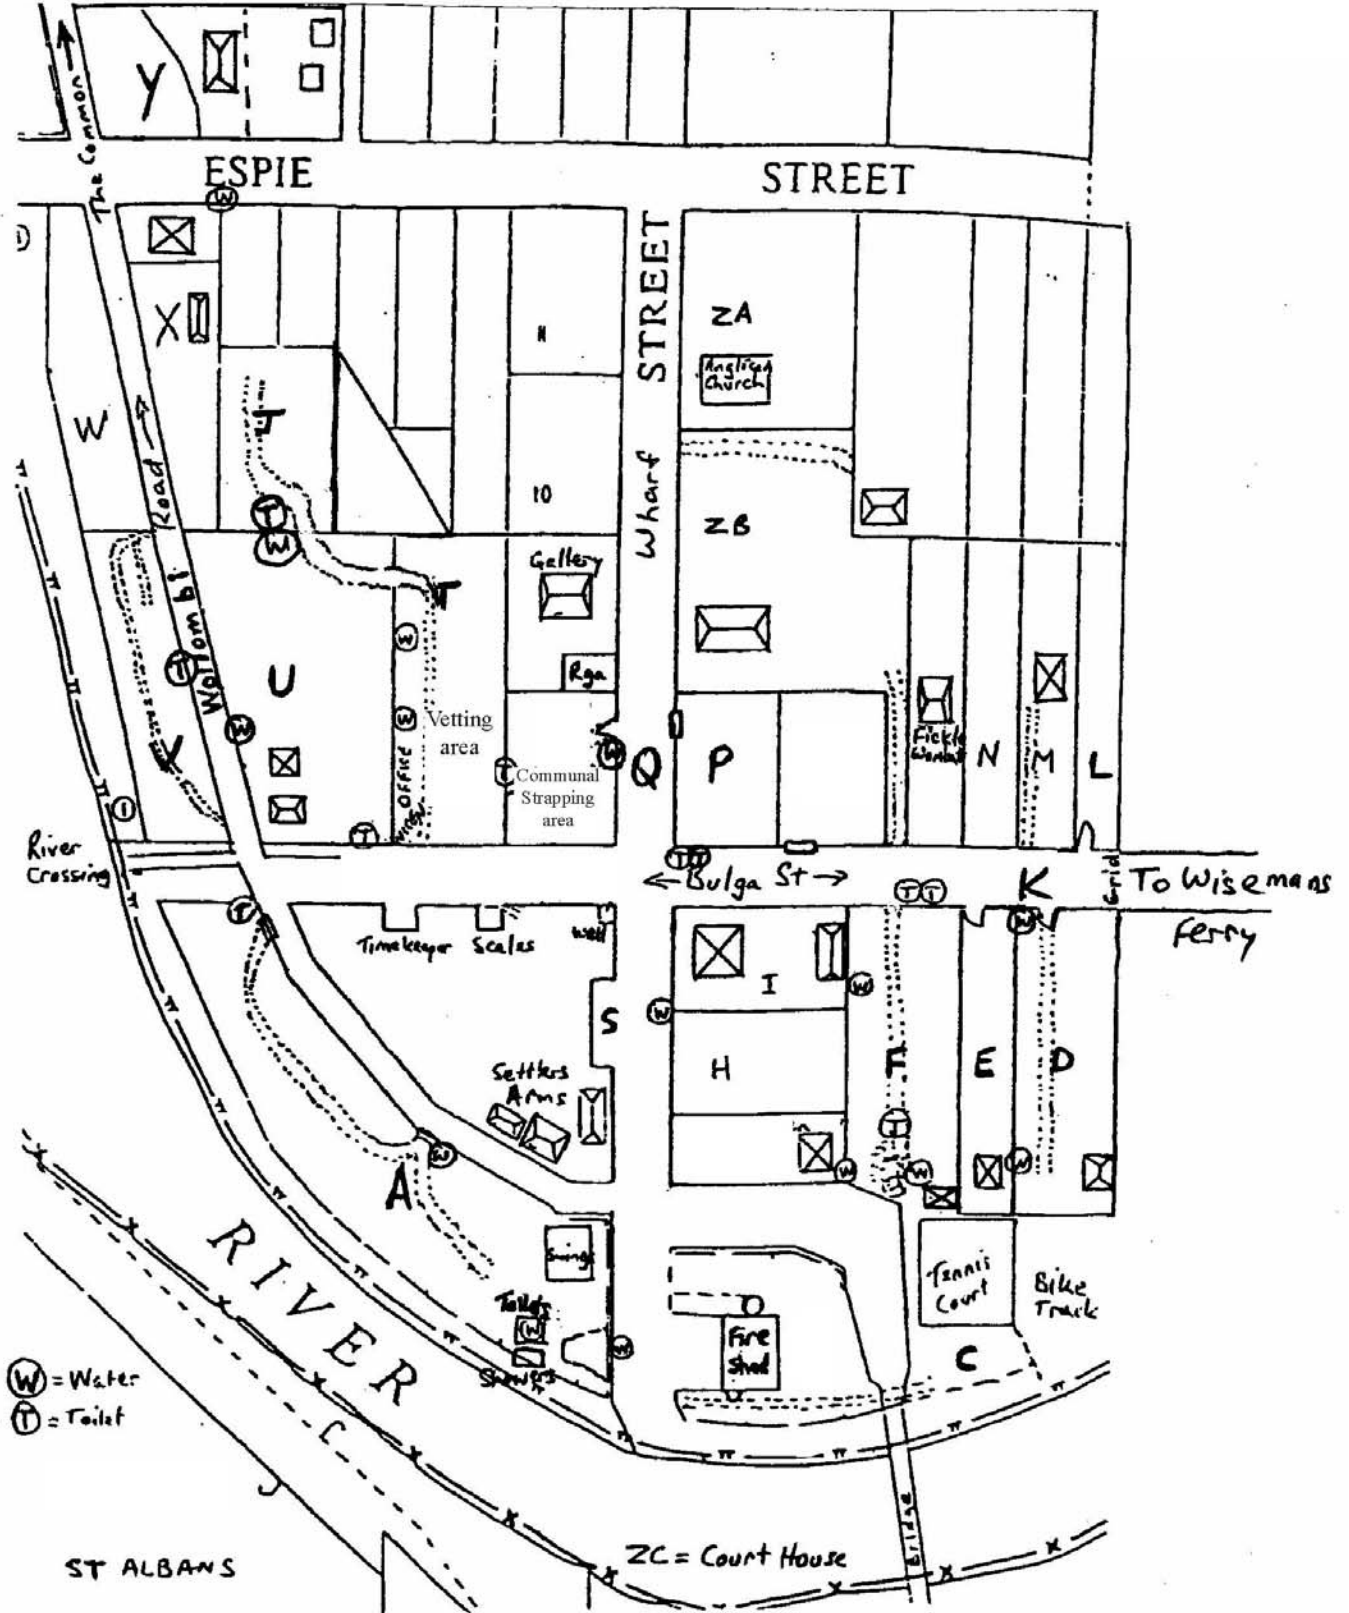 Y
The Common
ESPIE STREET
W
X
W
STREET
ZA
Anglican
Church
11
W
J
Road
10
Wharf
ZB
T
W
Gallery
T
W
T
Wollombi
U
Rga
W
W
Vetting
area
OFFICE
V
T
Communal
Strapping
area
W
Q
P
Fickle
Wombat
N
M
L
River
Crossing
T
T T
← Bulga St →
T T
K
Grid
To Wisemans
Ferry
T
Timekeeper
Scales
Well
W
I
W
S
W
H
F
E
D
Settlers
Arms
T
W
A
W
W
W
RIVER
Swings
Tennis
Court
Bike
Track
Toilets
W
Showers
W
Fire
Shed
C
W = Water
T = Toilet
Bridge
ST ALBANS
ZC = Court House